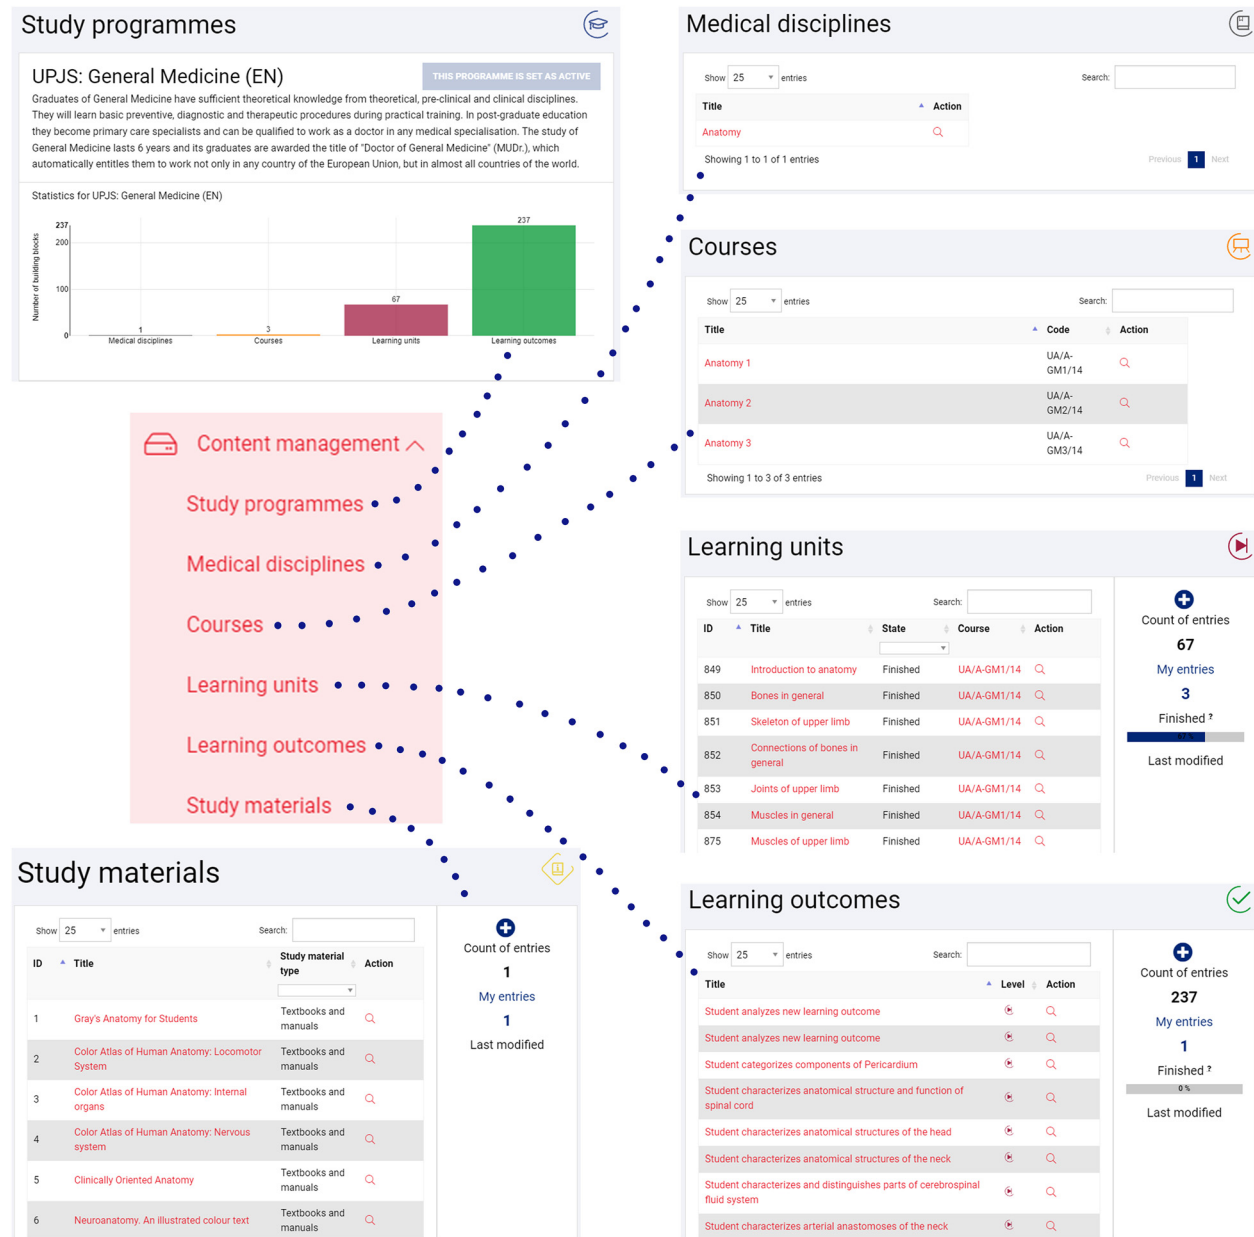 Study programmes
UPJS: General Medicine (EN)
THIS PROGRAMME IS SET AS ACTIVE
Graduates of General Medicine have sufficient theoretical knowledge from theoretical, pre-clinical and clinical disciplines.
They will learn basic preventive, diagnostic and therapeutic procedures during practical training. In post-graduate education
they become primary care specialists and can be qualified to work as a doctor in any medical specialisation. The study of
General Medicine lasts 6 years and its graduates are awarded the title of "Doctor of General Medicine" (MUDr.), which
automatically entitles them to work not only in any country of the European Union, but in almost all countries of the world.
Statistics for UPJS: General Medicine (EN)
Number of building blocks
237
200
100
0
1
3
67
237
Medical disciplines
Courses
Learning units
Learning outcomes
Content management
Study programmes
Medical disciplines
Courses
Learning units
Learning outcomes
Study materials
Medical disciplines
Show 25 entries Search:
Title Action
Anatomy
Showing 1 to 1 of 1 entries
Previous 1 Next
Courses
Show 25 entries Search:
Title Code Action
Anatomy 1 UA/A-
GM1/14
Anatomy 2 UA/A-
GM2/14
Anatomy 3 UA/A-
GM3/14
Showing 1 to 3 of 3 entries
Previous 1 Next
Learning units
Show 25 entries Search:
ID Title State Course Action
849 Introduction to anatomy Finished UA/A-GM1/14
850 Bones in general Finished UA/A-GM1/14
851 Skeleton of upper limb Finished UA/A-GM1/14
852 Connections of bones in
general Finished UA/A-GM1/14
853 Joints of upper limb Finished UA/A-GM1/14
854 Muscles in general Finished UA/A-GM1/14
875 Muscles of upper limb Finished UA/A-GM1/14
Count of entries
67
My entries
3
Finished ?
67 %
Last modified
Study materials
Show 25 entries Search:
ID Title Study material
type Action
1 Gray's Anatomy for Students Textbooks and
manuals
2 Color Atlas of Human Anatomy: Locomotor
System Textbooks and
manuals
3 Color Atlas of Human Anatomy: Internal
organs Textbooks and
manuals
4 Color Atlas of Human Anatomy: Nervous
system Textbooks and
manuals
5 Clinically Oriented Anatomy Textbooks and
manuals
6 Neuroanatomy. An illustrated colour text Textbooks and
manuals
Count of entries
1
My entries
1
Last modified
Learning outcomes
Show 25 entries Search:
Title Level Action
Student analyzes new learning outcome
Student analyzes new learning outcome
Student categorizes components of Pericardium
Student characterizes anatomical structure and function of
spinal cord
Student characterizes anatomical structures of the head
Student characterizes anatomical structures of the neck
Student characterizes and distinguishes parts of cerebrospinal
fluid system
Student characterizes arterial anastomoses of the neck
Count of entries
237
My entries
1
Finished ?
0 %
Last modified